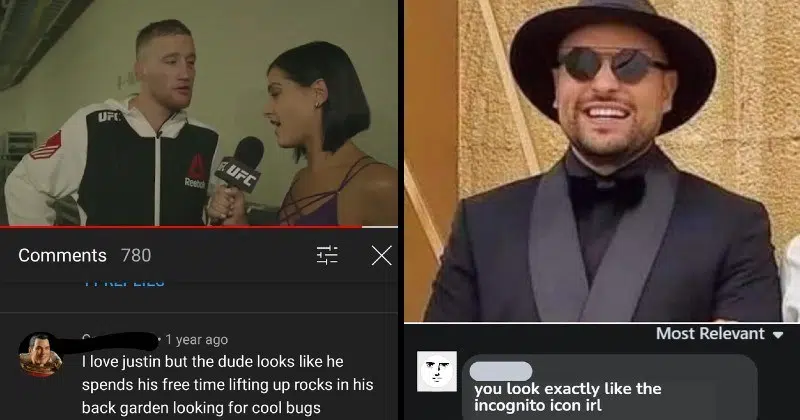 UFC
Reebok
UFC
Comments 780
• 1 year ago
I love justin but the dude looks like he
spends his free time lifting up rocks in his
back garden looking for cool bugs
Most Relevant
you look exactly like the
incognito icon irl